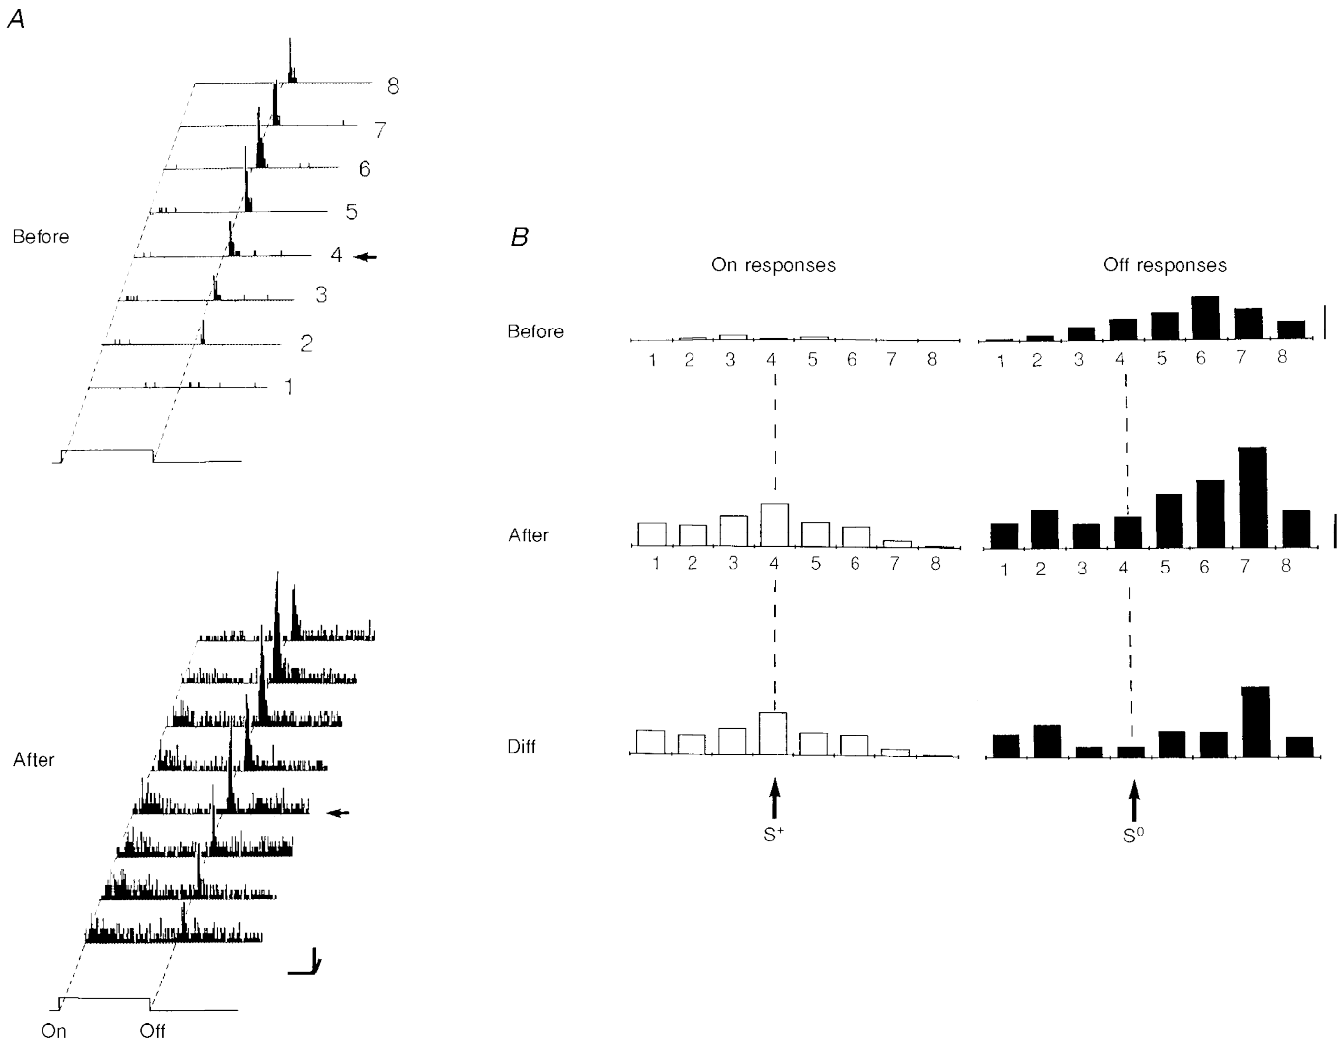 A
8
7
6
5
Before
4
3
2
1
After
On Off
B
On responses Off responses
Before
1 2 3 4 5 6 7 8 1 2 3 4 5 6 7 8
After
1 2 3 4 5 6 7 8 1 2 3 4 5 6 7 8
Diff
S⁺ S⁰